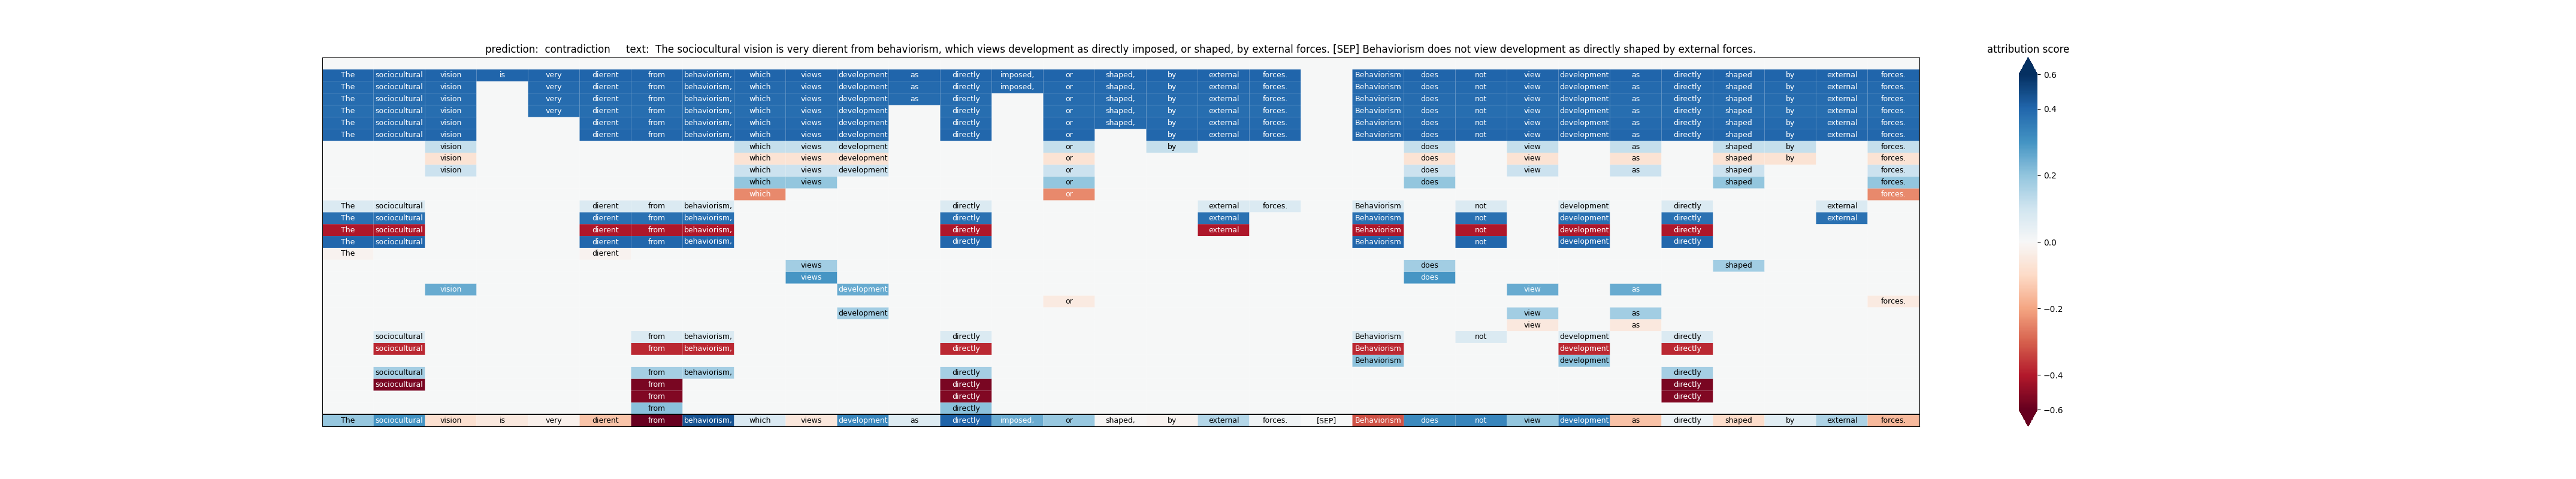 prediction: contradiction text: The sociocultural vision is very dierent from behaviorism, which views development as directly imposed, or shaped, by external forces. [SEP] Behaviorism does not view development as directly shaped by external forces.
attribution score
The sociocultural vision is very dierent from behaviorism, which views development as directly imposed, or shaped, by external forces. Behaviorism does not view development as directly shaped by external forces.
The sociocultural vision very dierent from behaviorism, which views development as directly imposed, or shaped, by external forces. Behaviorism does not view development as directly shaped by external forces.
The sociocultural vision very dierent from behaviorism, which views development as directly or shaped, by external forces. Behaviorism does not view development as directly shaped by external forces.
The sociocultural vision very dierent from behaviorism, which views development directly or shaped, by external forces. Behaviorism does not view development as directly shaped by external forces.
The sociocultural vision dierent from behaviorism, which views development directly or shaped, by external forces. Behaviorism does not view development as directly shaped by external forces.
The sociocultural vision dierent from behaviorism, which views development directly or by external forces. Behaviorism does not view development as directly shaped by external forces.
vision which views development or by does view as shaped by forces.
vision which views development or does view as shaped by forces.
vision which views development or does view as shaped forces.
which views or does shaped forces.
which or forces.
The sociocultural dierent from behaviorism, directly external forces. Behaviorism not development directly external
The sociocultural dierent from behaviorism, directly external Behaviorism not development directly external
The sociocultural dierent from behaviorism, directly external Behaviorism not development directly
The sociocultural dierent from behaviorism, directly Behaviorism not development directly
The dierent
views does shaped
views does
vision development view as
or forces.
development view as
view as
sociocultural from behaviorism, directly Behaviorism not development directly
sociocultural from behaviorism, directly Behaviorism development directly
Behaviorism development
sociocultural from behaviorism, directly directly
sociocultural from directly directly
from directly directly
from directly
The sociocultural vision is very dierent from behaviorism, which views development as directly imposed, or shaped, by external forces. [SEP] Behaviorism does not view development as directly shaped by external forces.
0.6
0.4
0.2
0.0
−0.2
−0.4
−0.6